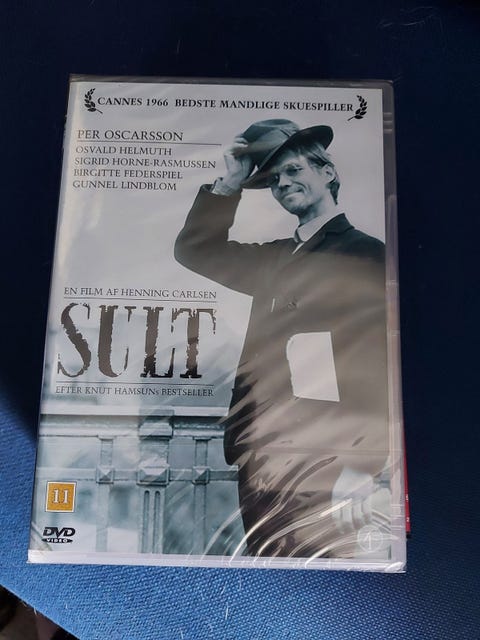 CANNES 1966 BEDSTE MANDLIGE SKUESPILLER
PER OSCARSSON
OSVALD HELMUTH
SIGRID HORNE-RASMUSSEN
BIRGITTE FEDERSPIEL
GUNNEL LINDBLOM
EN FILM AF HENNING CARLSEN
SULT
EFTER KNUT HAMSUNs BESTSELLER
11
DVD
VIDEO